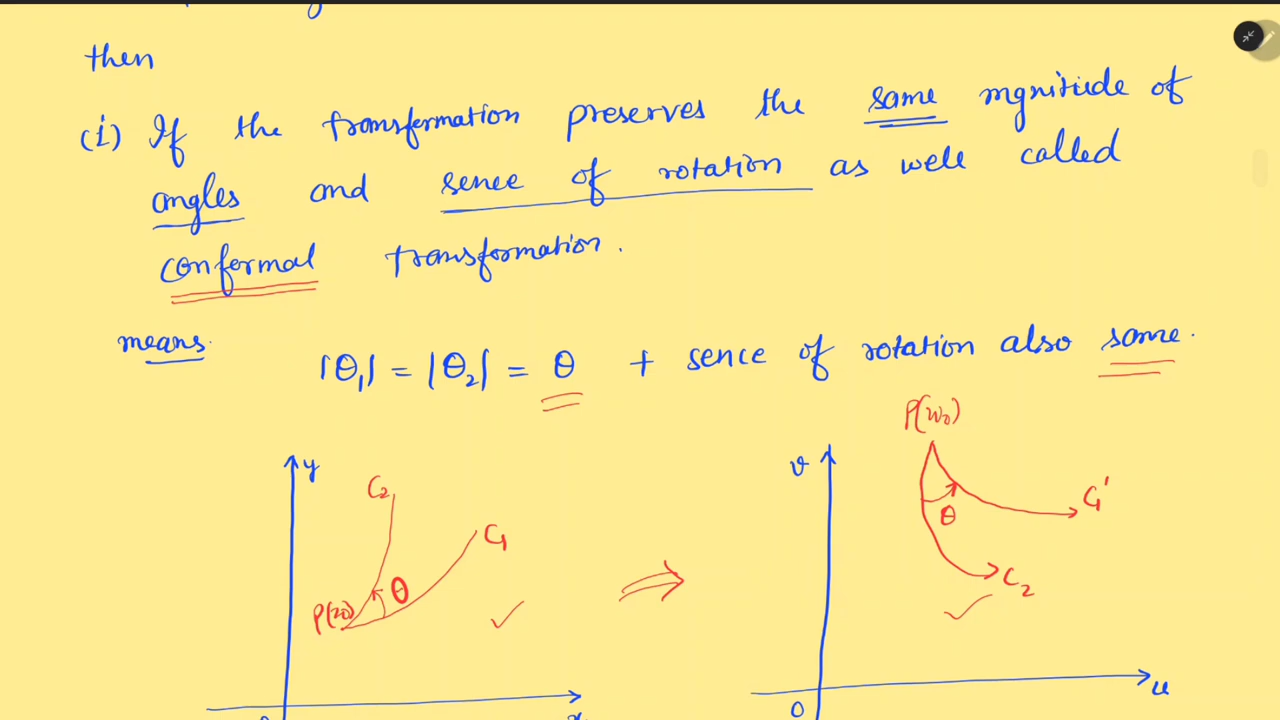 then
(i) If the transformation preserves the same mgnitude of
angles and sence of rotation as well called
conformal transformation.
means.
|θ₁| = |θ₂| = θ + sence of rotation also same.
P(w₀)
y
C₂
C₁
θ
P(z₀)
v
C₁'
θ
C₂
u
0